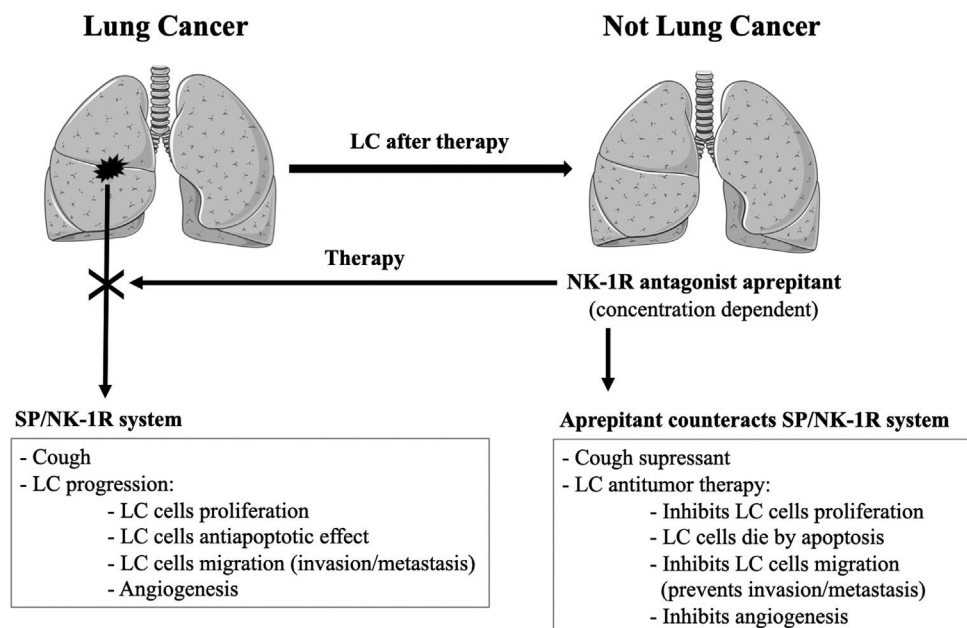 Lung Cancer
Not Lung Cancer
LC after therapy
Therapy
NK-1R antagonist aprepitant
(concentration dependent)
SP/NK-1R system
- Cough
- LC progression:
- LC cells proliferation
- LC cells antiapoptotic effect
- LC cells migration (invasion/metastasis)
- Angiogenesis
Aprepitant counteracts SP/NK-1R system
- Cough supressant
- LC antitumor therapy:
- Inhibits LC cells proliferation
- LC cells die by apoptosis
- Inhibits LC cells migration
(prevents invasion/metastasis)
- Inhibits angiogenesis